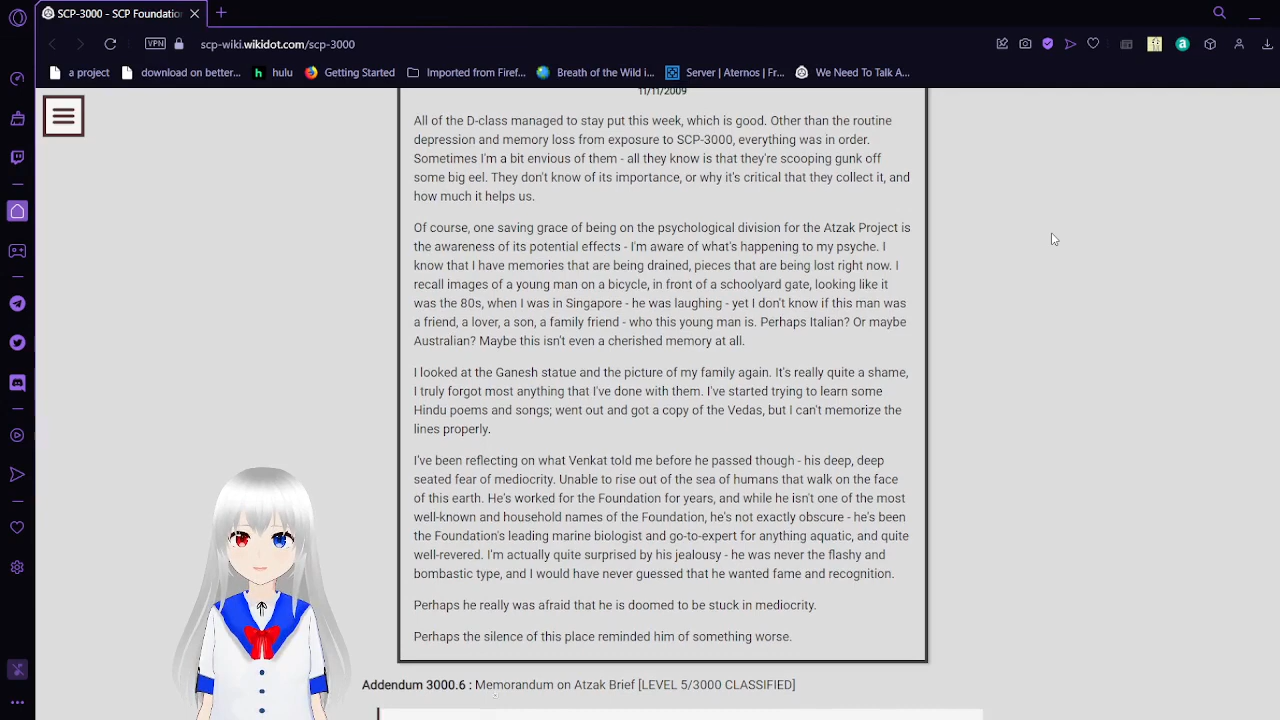 SCP-3000 - SCP Foundation
VPN
scp-wiki.wikidot.com/scp-3000
a project
download on better...
hulu
Getting Started
Imported from Firef...
Breath of the Wild i...
Server | Aternos | Fr...
We Need To Talk A...
11/11/2009
All of the D-class managed to stay put this week, which is good. Other than the routine
depression and memory loss from exposure to SCP-3000, everything was in order.
Sometimes I'm a bit envious of them - all they know is that they're scooping gunk off
some big eel. They don't know of its importance, or why it's critical that they collect it, and
how much it helps us.
Of course, one saving grace of being on the psychological division for the Atzak Project is
the awareness of its potential effects - I'm aware of what's happening to my psyche. I
know that I have memories that are being drained, pieces that are being lost right now. I
recall images of a young man on a bicycle, in front of a schoolyard gate, looking like it
was the 80s, when I was in Singapore - he was laughing - yet I don't know if this man was
a friend, a lover, a son, a family friend - who this young man is. Perhaps Italian? Or maybe
Australian? Maybe this isn't even a cherished memory at all.
I looked at the Ganesh statue and the picture of my family again. It's really quite a shame,
I truly forgot most anything that I've done with them. I've started trying to learn some
Hindu poems and songs; went out and got a copy of the Vedas, but I can't memorize the
lines properly.
I've been reflecting on what Venkat told me before he passed though - his deep, deep
seated fear of mediocrity. Unable to rise out of the sea of humans that walk on the face
of this earth. He's worked for the Foundation for years, and while he isn't one of the most
well-known and household names of the Foundation, he's not exactly obscure - he's been
the Foundation's leading marine biologist and go-to-expert for anything aquatic, and quite
well-revered. I'm actually quite surprised by his jealousy - he was never the flashy and
bombastic type, and I would have never guessed that he wanted fame and recognition.
Perhaps he really was afraid that he is doomed to be stuck in mediocrity.
Perhaps the silence of this place reminded him of something worse.
Addendum 3000.6 : Memorandum on Atzak Brief [LEVEL 5/3000 CLASSIFIED]